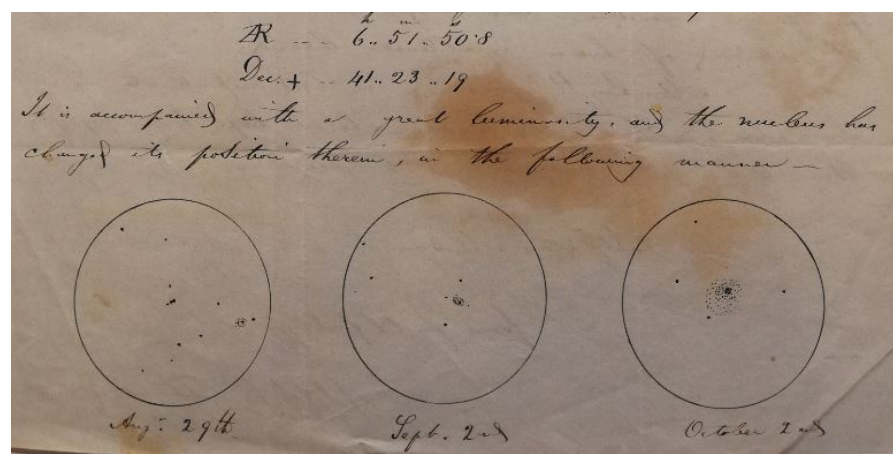 h m s
AR ... 6.. 51.. 50.8
Dec. + .. 41.. 23.. 19
It is accompanied with a great luminosity, and the nucleus has
changed its position therein, in the following manner —
Augt. 29th
Sept. 2nd
October 2nd